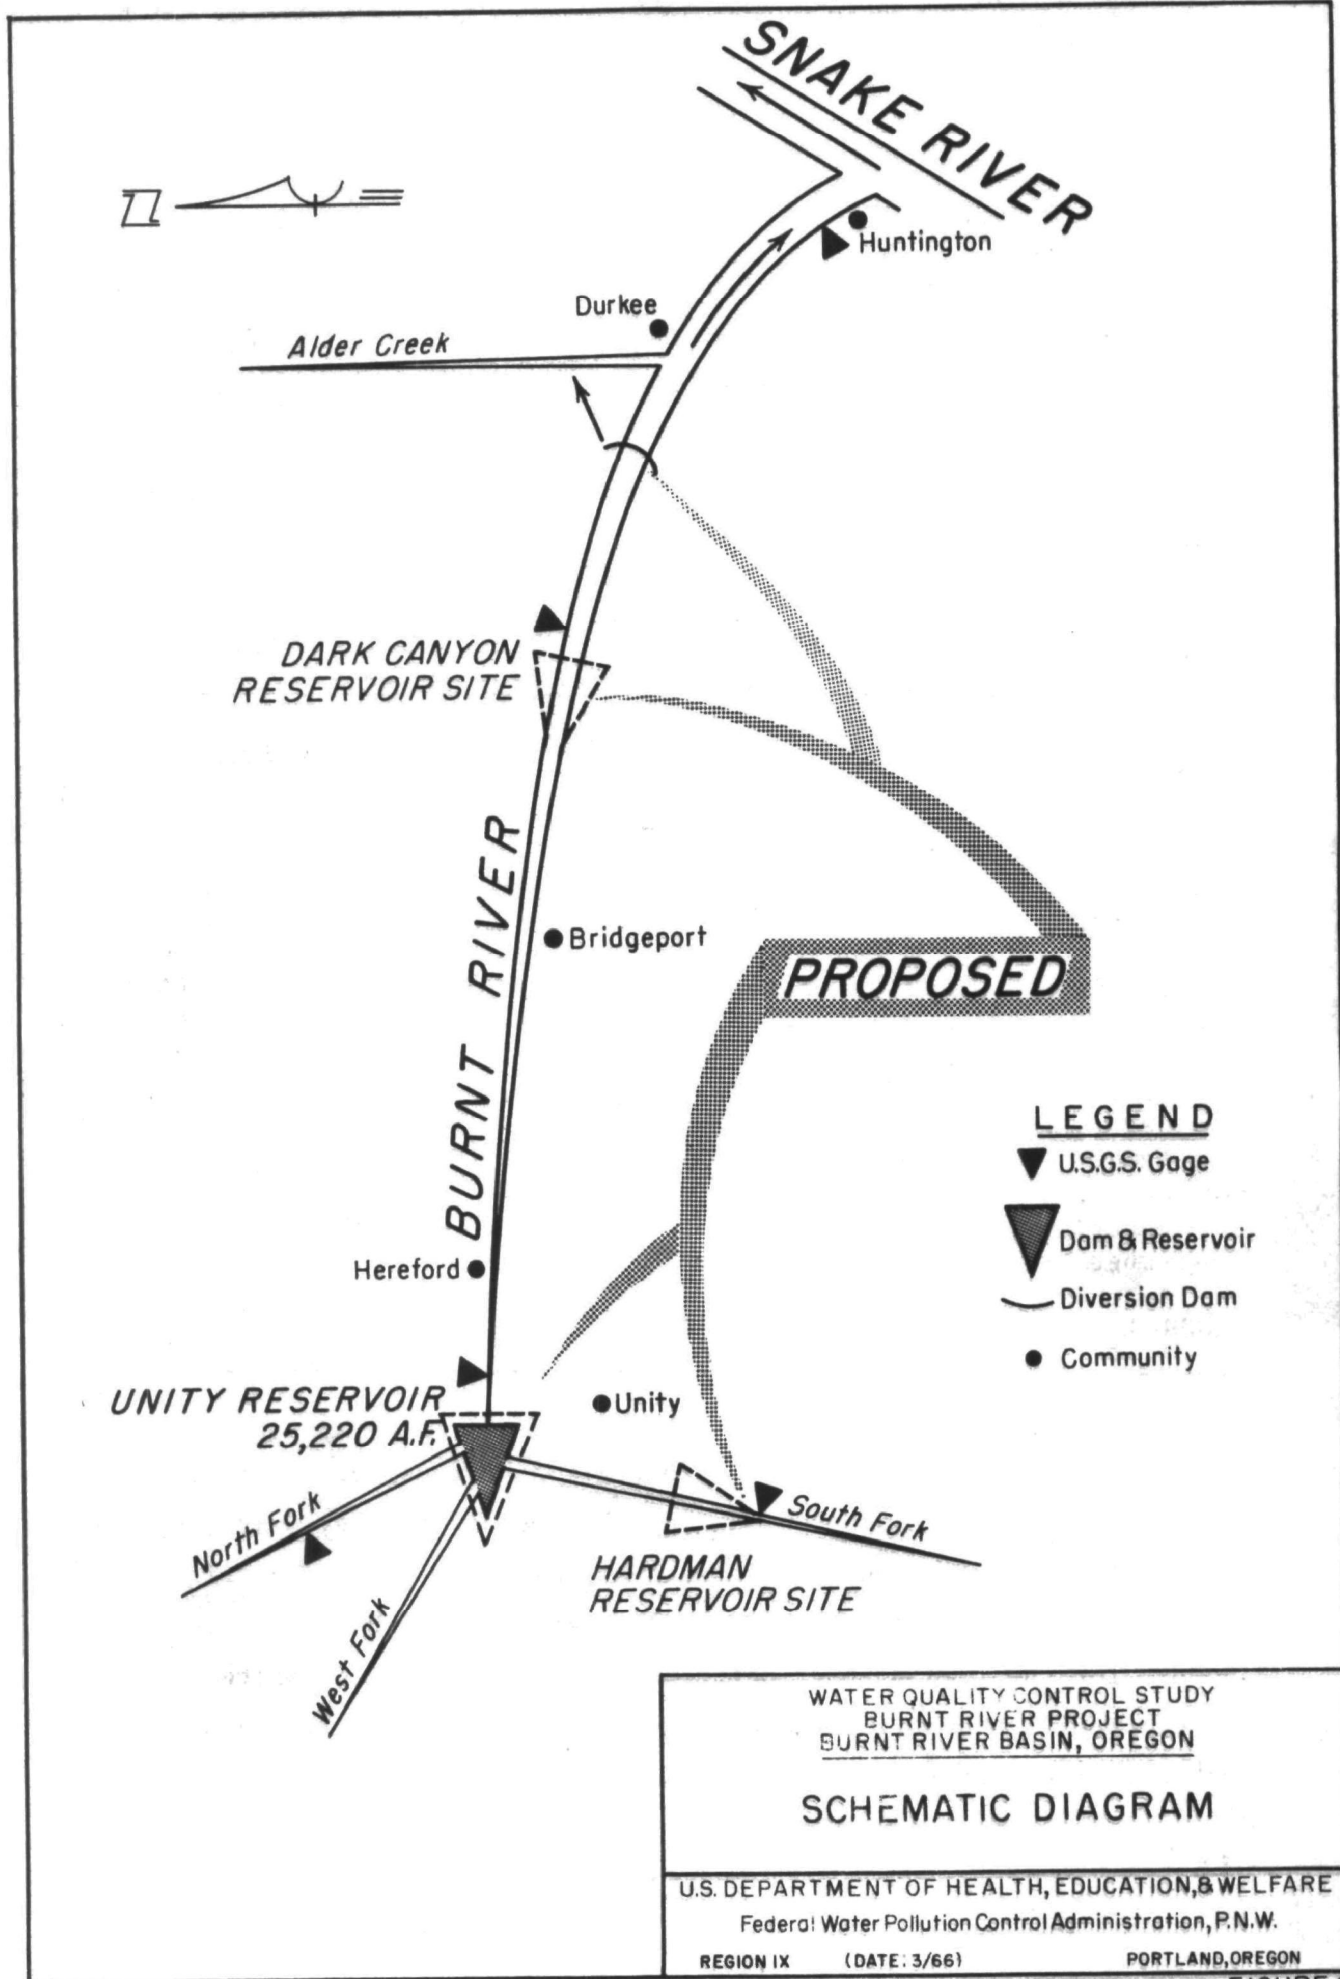 SNAKE RIVER
N
Huntington
Durkee
Alder Creek
DARK CANYON
RESERVOIR SITE
BURNT RIVER
Bridgeport
PROPOSED
LEGEND
U.S.G.S. Gage
Dam & Reservoir
Diversion Dam
Community
Hereford
UNITY RESERVOIR
25,220 A.F.
Unity
North Fork
West Fork
South Fork
HARDMAN
RESERVOIR SITE
WATER QUALITY CONTROL STUDY
BURNT RIVER PROJECT
BURNT RIVER BASIN, OREGON
SCHEMATIC DIAGRAM
U.S. DEPARTMENT OF HEALTH, EDUCATION, & WELFARE
Federal Water Pollution Control Administration, P.N.W.
REGION IX (DATE: 3/66) PORTLAND, OREGON